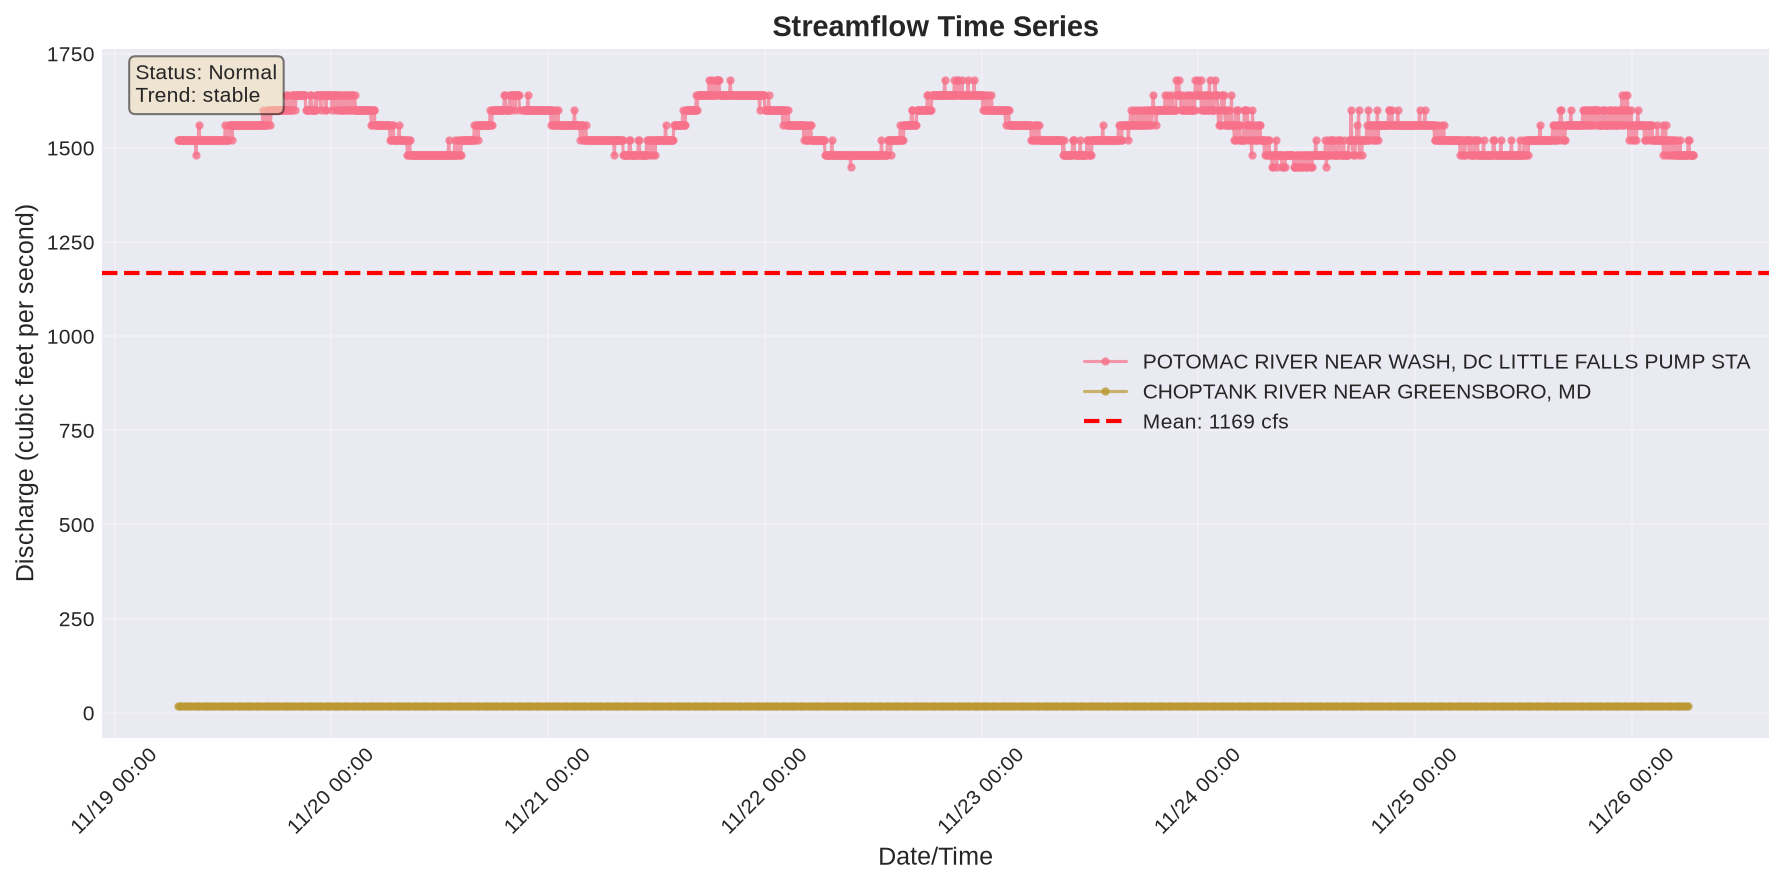 Streamflow Time Series
Status: Normal
Trend: stable
Discharge (cubic feet per second)
1750
1500
1250
1000
750
500
250
0
POTOMAC RIVER NEAR WASH, DC LITTLE FALLS PUMP STA
CHOPTANK RIVER NEAR GREENSBORO, MD
Mean: 1169 cfs
11/19 00:00
11/20 00:00
11/21 00:00
11/22 00:00
11/23 00:00
11/24 00:00
11/25 00:00
11/26 00:00
Date/Time